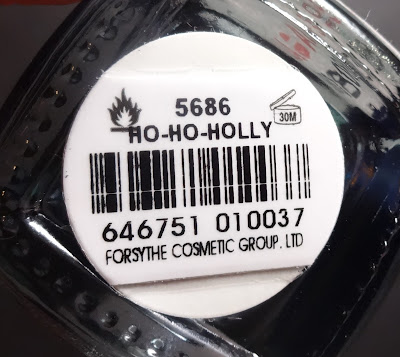 5686
30M
HO-HO-HOLLY
646751 010037
FORSYTHE COSMETIC GROUP, LTD